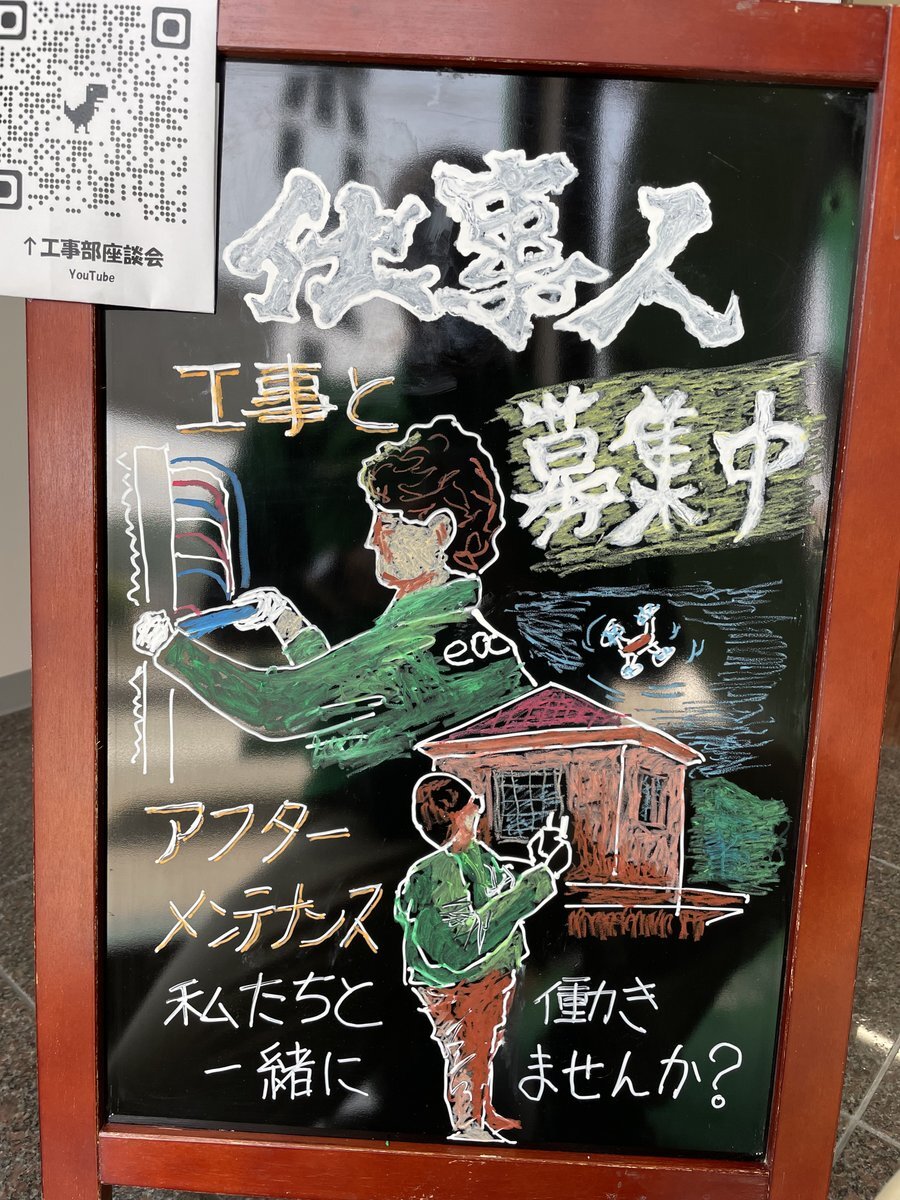 ↑工事部座談会
YouTube
仕事人
募集中
工事と
eco
アフター
メンテナンス
私たちと
一緒に
働き
ませんか?